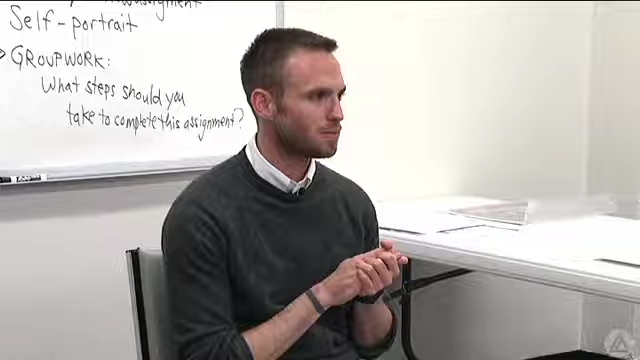 Self-portrait
GROUPWORK:
What steps should you
take to complete this assignment?